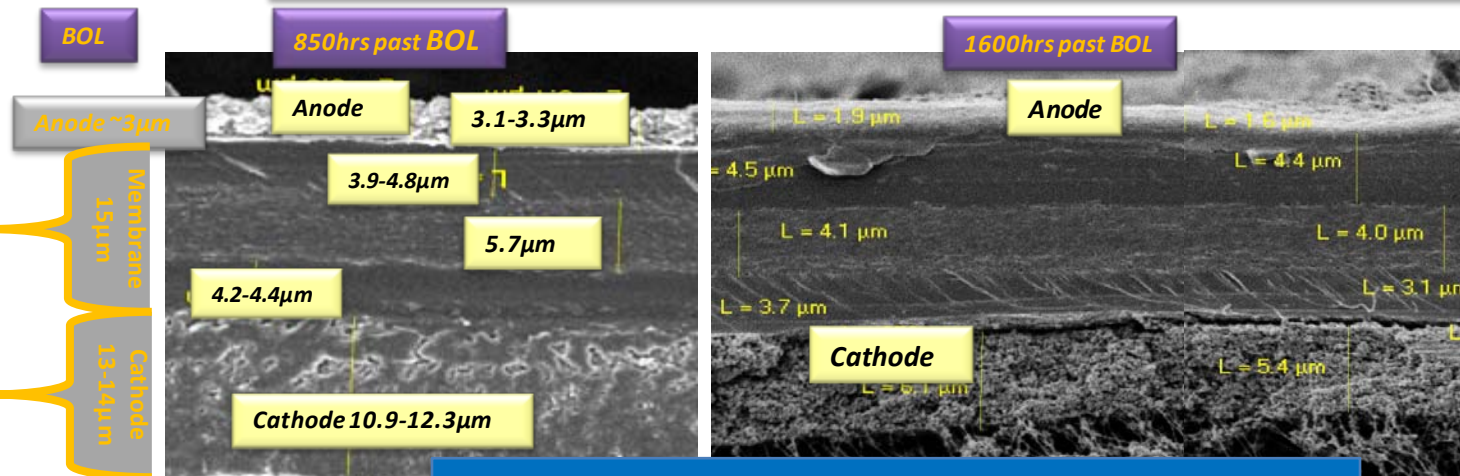 BOL
850hrs past BOL
1600hrs past BOL
Anode ~3µm
Membrane
15µm
Cathode
13-14µm
Anode
3.1-3.3µm
3.9-4.8µm
5.7µm
4.2-4.4µm
Cathode 10.9-12.3µm
Anode
L = 1.9 µm
L = 1.6 µm
= 4.5 µm
L = 4.4 µm
L = 4.1 µm
L = 4.0 µm
L = 3.7 µm
L = 3.1 µm
Cathode
L = 6.1 µm
L = 5.4 µm